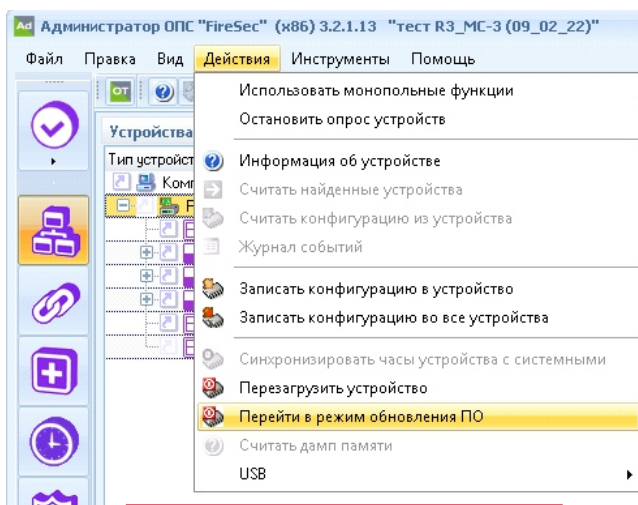 Ad Администратор ОПС "FireSec" (x86) 3.2.1.13 "тест R3_МС-3 (09_02_22)"
Файл Правка Вид Действия Инструменты Помощь
от
Использовать монопольные функции
Остановить опрос устройств
Устройства
Информация об устройстве
Считать найденные устройства
Считать конфигурацию из устройства
Журнал событий
Записать конфигурацию в устройство
Записать конфигурацию во все устройства
Синхронизировать часы устройства с системными
Перезагрузить устройство
Перейти в режим обновления ПО
Считать дамп памяти
USB